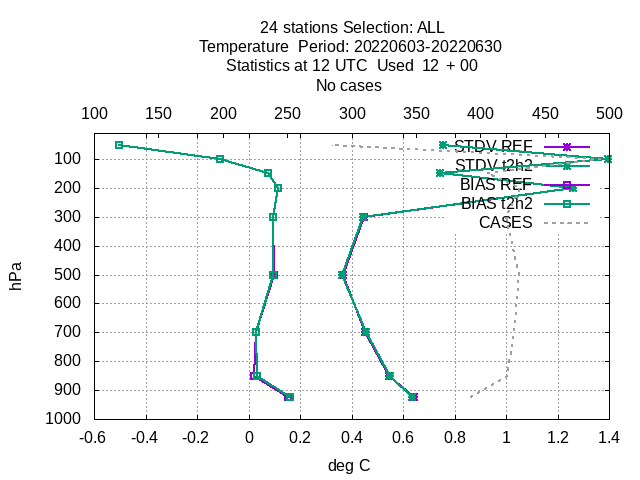 24 stations Selection: ALL
Temperature  Period: 20220603-20220630
Statistics at 12 UTC  Used  12  + 00
No cases
100 150 200 250 300 350 400 450 500
STDV REF
STDV t2h2
BIAS REF
BIAS t2h2
CASES
hPa
100
200
300
400
500
600
700
800
900
1000
-0.6 -0.4 -0.2 0 0.2 0.4 0.6 0.8 1 1.2 1.4
deg C